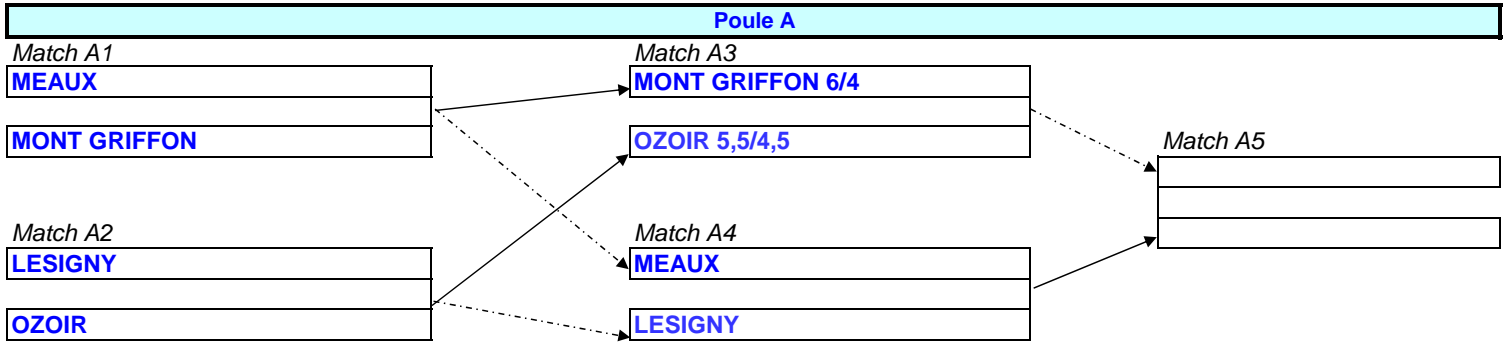 Poule A
Match A1
MEAUX
MONT GRIFFON
Match A2
LESIGNY
OZOIR
Match A3
MONT GRIFFON 6/4
OZOIR 5,5/4,5
Match A4
MEAUX
LESIGNY
Match A5